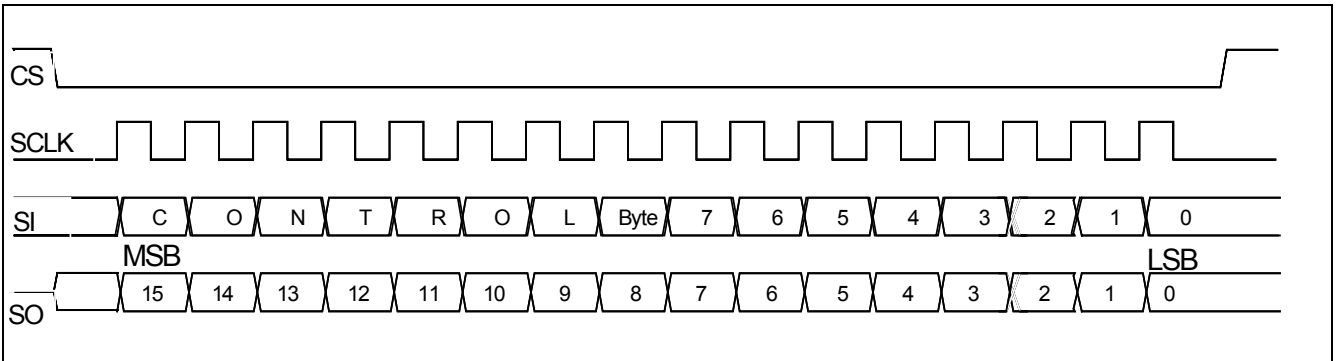 CS
SCLK
SI C O N T R O L Byte 7 6 5 4 3 2 1 0
MSB LSB
SO 15 14 13 12 11 10 9 8 7 6 5 4 3 2 1 0